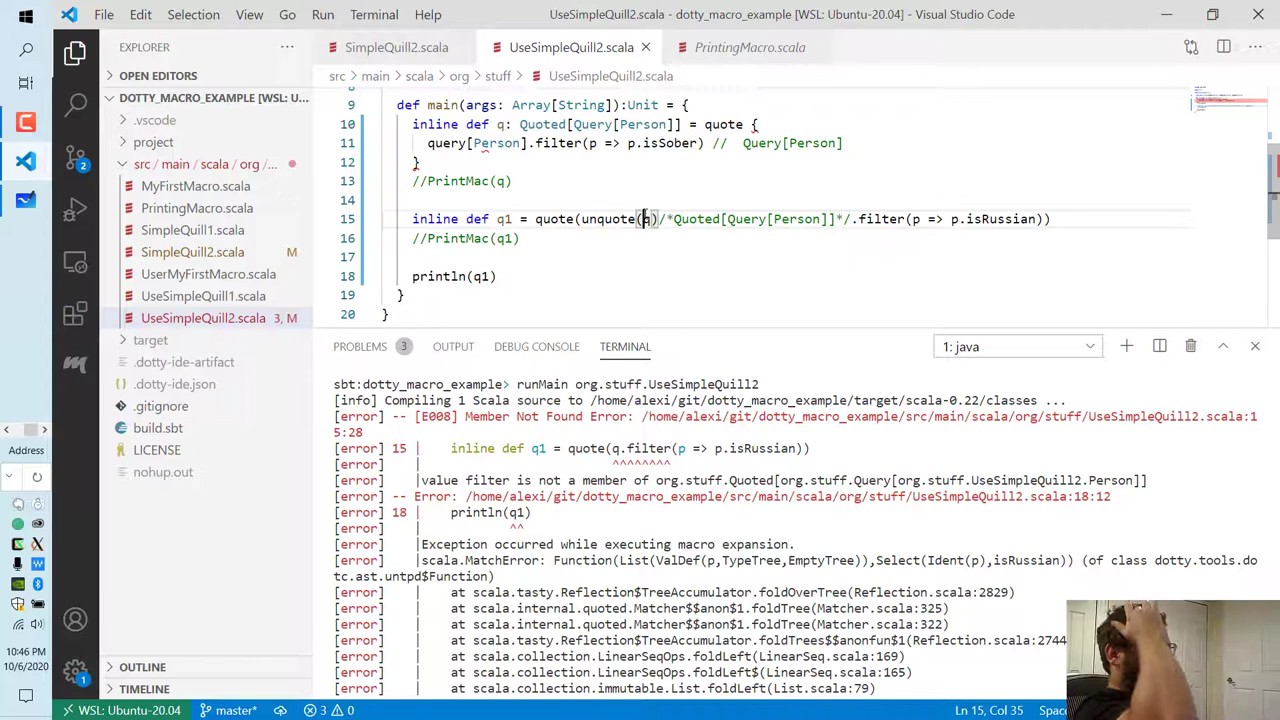 File Edit Selection View Go Run Terminal Help UseSimpleQuill2.scala - dotty_macro_example [WSL: Ubuntu-20.04] - Visual Studio Code
EXPLORER
SimpleQuill2.scala UseSimpleQuill2.scala PrintingMacro.scala
OPEN EDITORS
DOTTY_MACRO_EXAMPLE [WSL: U...
.vscode
project
src / main / scala / org / ...
MyFirstMacro.scala
PrintingMacro.scala
SimpleQuill1.scala
SimpleQuill2.scala M
UserMyFirstMacro.scala
UseSimpleQuill1.scala
UseSimpleQuill2.scala 3, M
target
.dotty-ide-artifact
.dotty-ide.json
.gitignore
build.sbt
LICENSE
nohup.out
OUTLINE
TIMELINE
src > main > scala > org > stuff > UseSimpleQuill2.scala
9 def main(args: Array[String]):Unit = {
10 inline def q: Quoted[Query[Person]] = quote {
11 query[Person].filter(p => p.isSober) // Query[Person]
12 }
13 //PrintMac(q)
14
15 inline def q1 = quote(unquote(q)/*Quoted[Query[Person]]*/.filter(p => p.isRussian))
16 //PrintMac(q1)
17
18 println(q1)
19 }
20 }
PROBLEMS 3 OUTPUT DEBUG CONSOLE TERMINAL 1: java
sbt:dotty_macro_example> runMain org.stuff.UseSimpleQuill2
[info] Compiling 1 Scala source to /home/alexi/git/dotty_macro_example/target/scala-0.22/classes ...
[error] -- [E008] Member Not Found Error: /home/alexi/git/dotty_macro_example/src/main/scala/org/stuff/UseSimpleQuill2.scala:1
5:28
[error] 15 | inline def q1 = quote(q.filter(p => p.isRussian))
[error] | ^^^^^^^^
[error] |value filter is not a member of org.stuff.Quoted[org.stuff.Query[org.stuff.UseSimpleQuill2.Person]]
[error] -- Error: /home/alexi/git/dotty_macro_example/src/main/scala/org/stuff/UseSimpleQuill2.scala:18:12
[error] 18 | println(q1)
[error] | ^^
[error] |Exception occurred while executing macro expansion.
[error] |scala.MatchError: Function(List(ValDef(p,TypeTree,EmptyTree)),Select(Ident(p),isRussian)) (of class dotty.tools.do
tc.ast.untpd$Function)
[error] | at scala.tasty.Reflection$TreeAccumulator.foldOverTree(Reflection.scala:2829)
[error] | at scala.internal.quoted.Matcher$$anon$1.foldTree(Matcher.scala:325)
[error] | at scala.internal.quoted.Matcher$$anon$1.foldTree(Matcher.scala:322)
[error] | at scala.tasty.Reflection$TreeAccumulator.foldTrees$$anonfun$1(Reflection.scala:2744
[error] | at scala.collection.LinearSeqOps.foldLeft(LinearSeq.scala:169)
[error] | at scala.collection.LinearSeqOps.foldLeft$(LinearSeq.scala:165)
[error] | at scala.collection.immutable.List.foldLeft(List.scala:79)
Address
10:46 PM
10/6/2020
2
1
WSL: Ubuntu-20.04 master* 3 0 Ln 15, Col 35